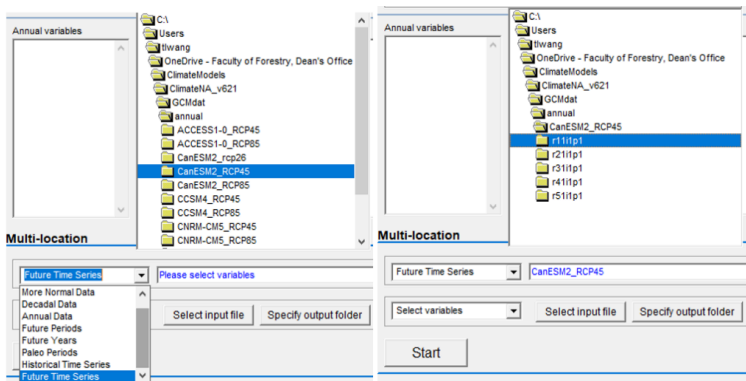 Annual variables
C:\
Users
tlwang
OneDrive - Faculty of Forestry, Dean's Office
ClimateModels
ClimateNA_v621
GCMdat
annual
ACCESS1-0_RCP45
ACCESS1-0_RCP85
CanESM2_rcp26
CanESM2_RCP45
CanESM2_RCP85
CCSM4_RCP45
CCSM4_RCP85
CNRM-CM5_RCP45
CNRM-CM5_RCP85
Multi-location
Future Time Series
Please select variables
More Normal Data
Decadal Data
Annual Data
Future Periods
Future Years
Paleo Periods
Historical Time Series
Future Time Series
Select input file
Specify output folder
Annual variables
C:\
Users
tlwang
OneDrive - Faculty of Forestry, Dean's Office
ClimateModels
ClimateNA_v621
GCMdat
annual
CanESM2_RCP45
r11i1p1
r21i1p1
r31i1p1
r41i1p1
r51i1p1
Multi-location
Future Time Series
CanESM2_RCP45
Select variables
Select input file
Specify output folder
Start